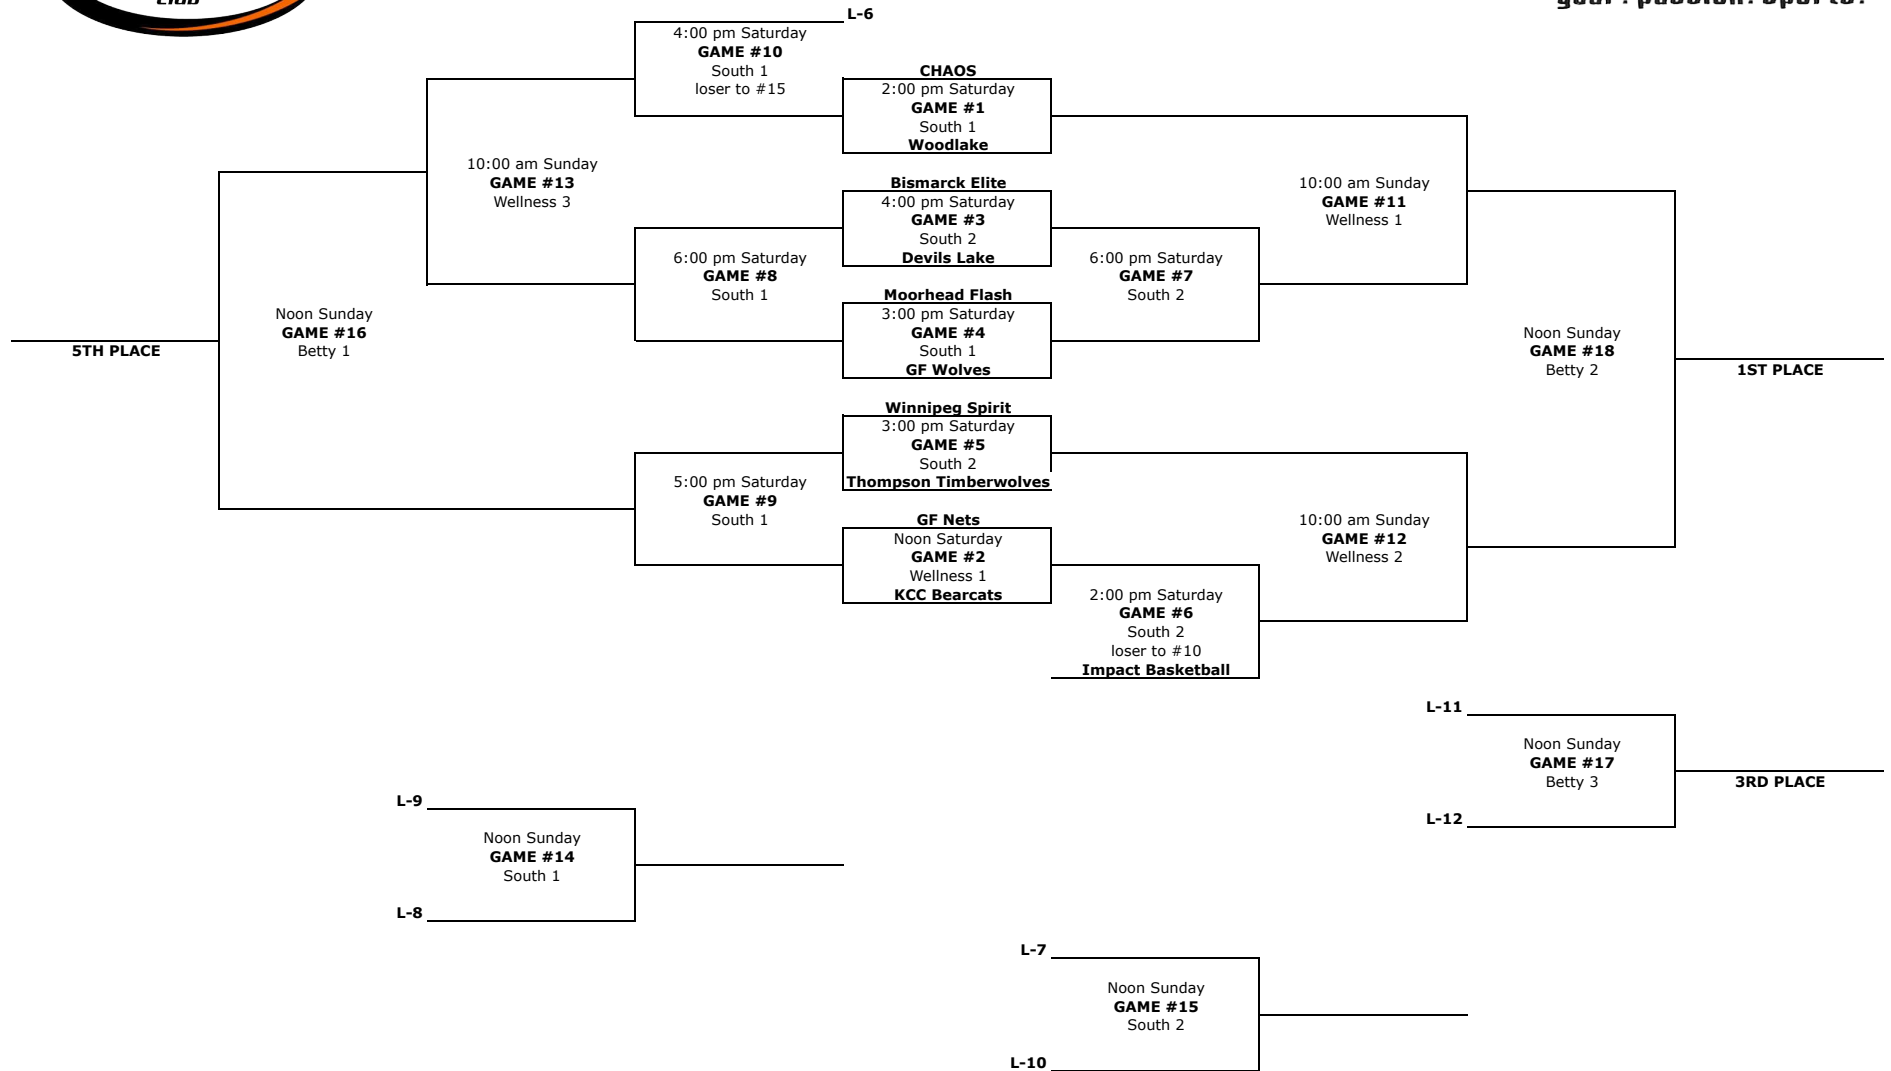 club
your. passion. sports.
L-6
4:00 pm Saturday
GAME #10
South 1
loser to #15
CHAOS
2:00 pm Saturday
GAME #1
South 1
Woodlake
10:00 am Sunday
GAME #13
Wellness 3
Bismarck Elite
4:00 pm Saturday
GAME #3
South 2
Devils Lake
10:00 am Sunday
GAME #11
Wellness 1
6:00 pm Saturday
GAME #8
South 1
6:00 pm Saturday
GAME #7
South 2
Moorhead Flash
3:00 pm Saturday
GAME #4
South 1
GF Wolves
Noon Sunday
GAME #16
Betty 1
5TH PLACE
Noon Sunday
GAME #18
Betty 2
1ST PLACE
Winnipeg Spirit
3:00 pm Saturday
GAME #5
South 2
Thompson Timberwolves
5:00 pm Saturday
GAME #9
South 1
GF Nets
Noon Saturday
GAME #2
Wellness 1
KCC Bearcats
10:00 am Sunday
GAME #12
Wellness 2
2:00 pm Saturday
GAME #6
South 2
loser to #10
Impact Basketball
L-11
Noon Sunday
GAME #17
Betty 3
3RD PLACE
L-12
L-9
Noon Sunday
GAME #14
South 1
L-8
L-7
Noon Sunday
GAME #15
South 2
L-10